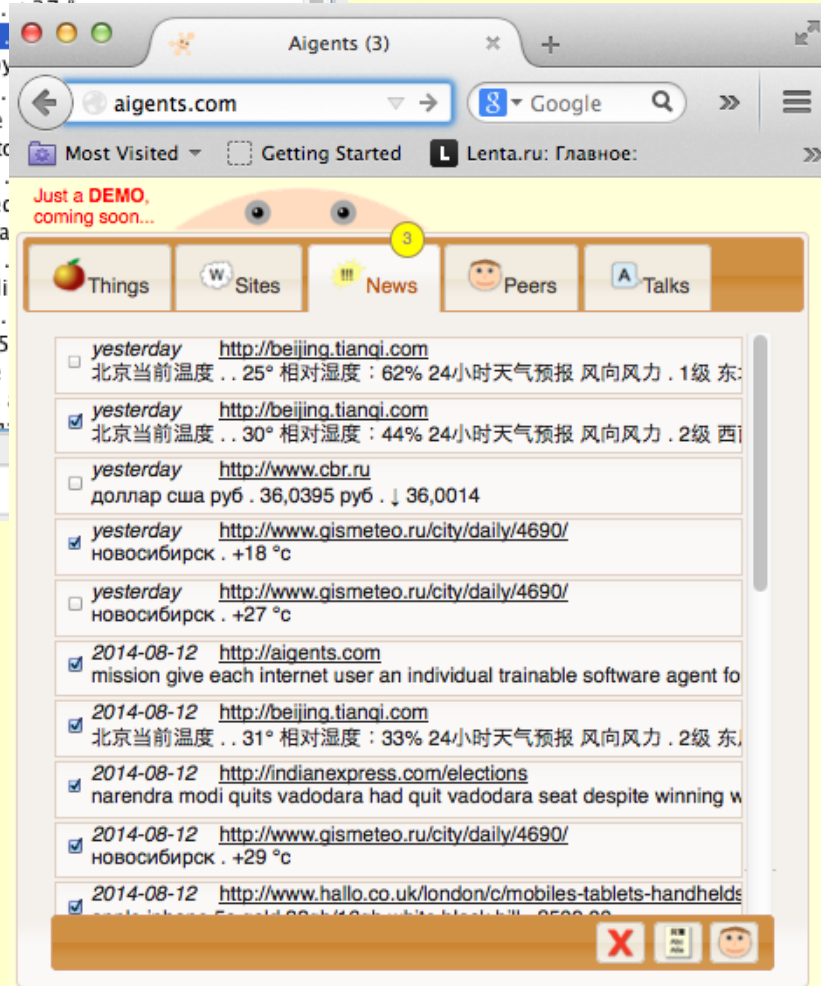 Aigents (3)
aigents.com
Google
Most Visited
Getting Started
L Lenta.ru: Главное:
Just a DEMO,
coming soon...
3
Things
W Sites
!!! News
Peers
A Talks
yesterday http://beijing.tianqi.com
北京当前温度 . . 25° 相对湿度：62% 24小时天气预报 风向风力 . 1级
yesterday http://beijing.tianqi.com
北京当前温度 . . 30° 相对湿度：44% 24小时天气预报 风向风力 . 2级
yesterday http://www.cbr.ru
доллар сша руб . 36,0395 руб . ↓ 36,0014
yesterday http://www.gismeteo.ru/city/daily/4690/
новосибирск . +18 °c
yesterday http://www.gismeteo.ru/city/daily/4690/
новосибирск . +27 °c
2014-08-12 http://aigents.com
mission give each internet user an individual trainable software agent fo
2014-08-12 http://beijing.tianqi.com
北京当前温度 . . 31° 相对湿度：33% 24小时天气预报 风向风力 . 2级
2014-08-12 http://indianexpress.com/elections
narendra modi quits vadodara had quit vadodara seat despite winning w
2014-08-12 http://www.gismeteo.ru/city/daily/4690/
новосибирск . +29 °c
2014-08-12 http://www.hallo.co.uk/london/c/mobiles-tablets-handhelds